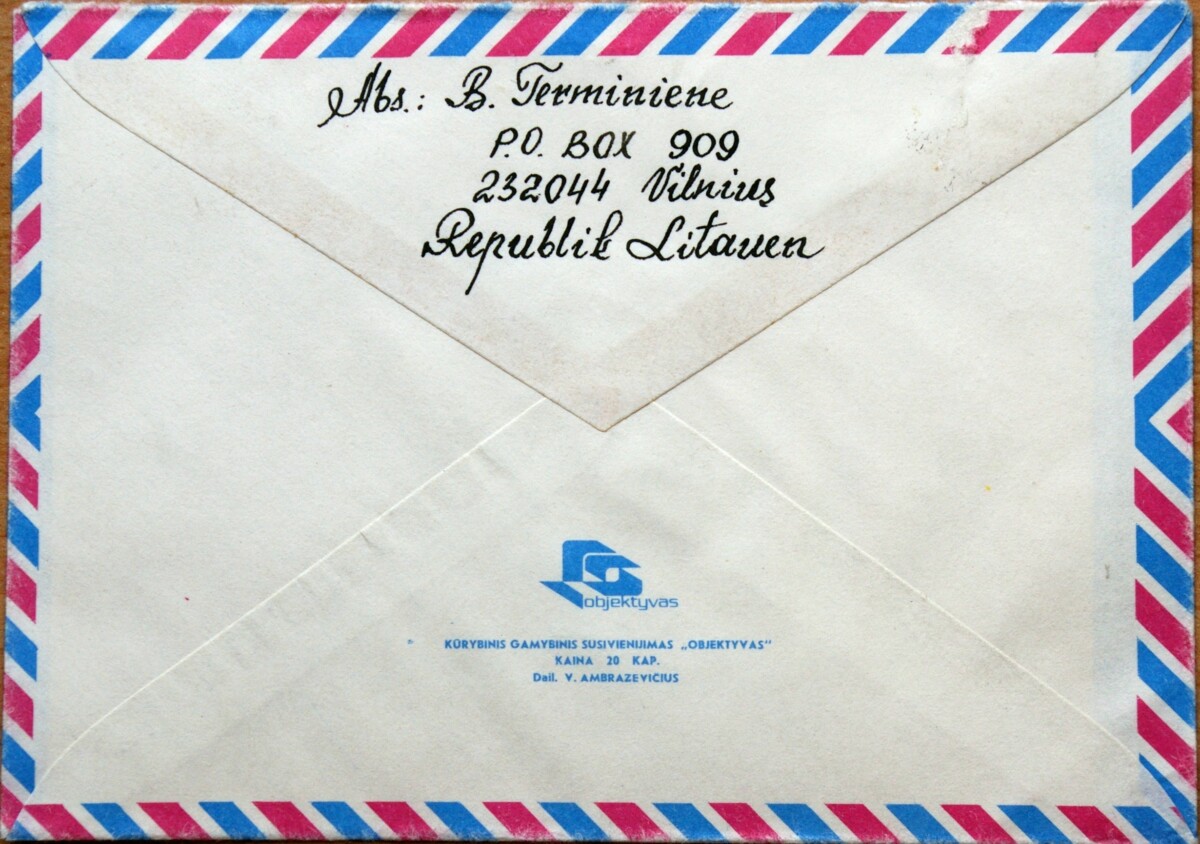 Abs.: B. Terminiene
P.O. BOX 909
232044 Vilnius
Republik Litauen
objektyvas
KŪRYBINIS GAMYBINIS SUSIVIENIJIMAS „OBJEKTYVAS"
KAINA 20 KAP.
Dail. V. AMBRAZEVIČIUS